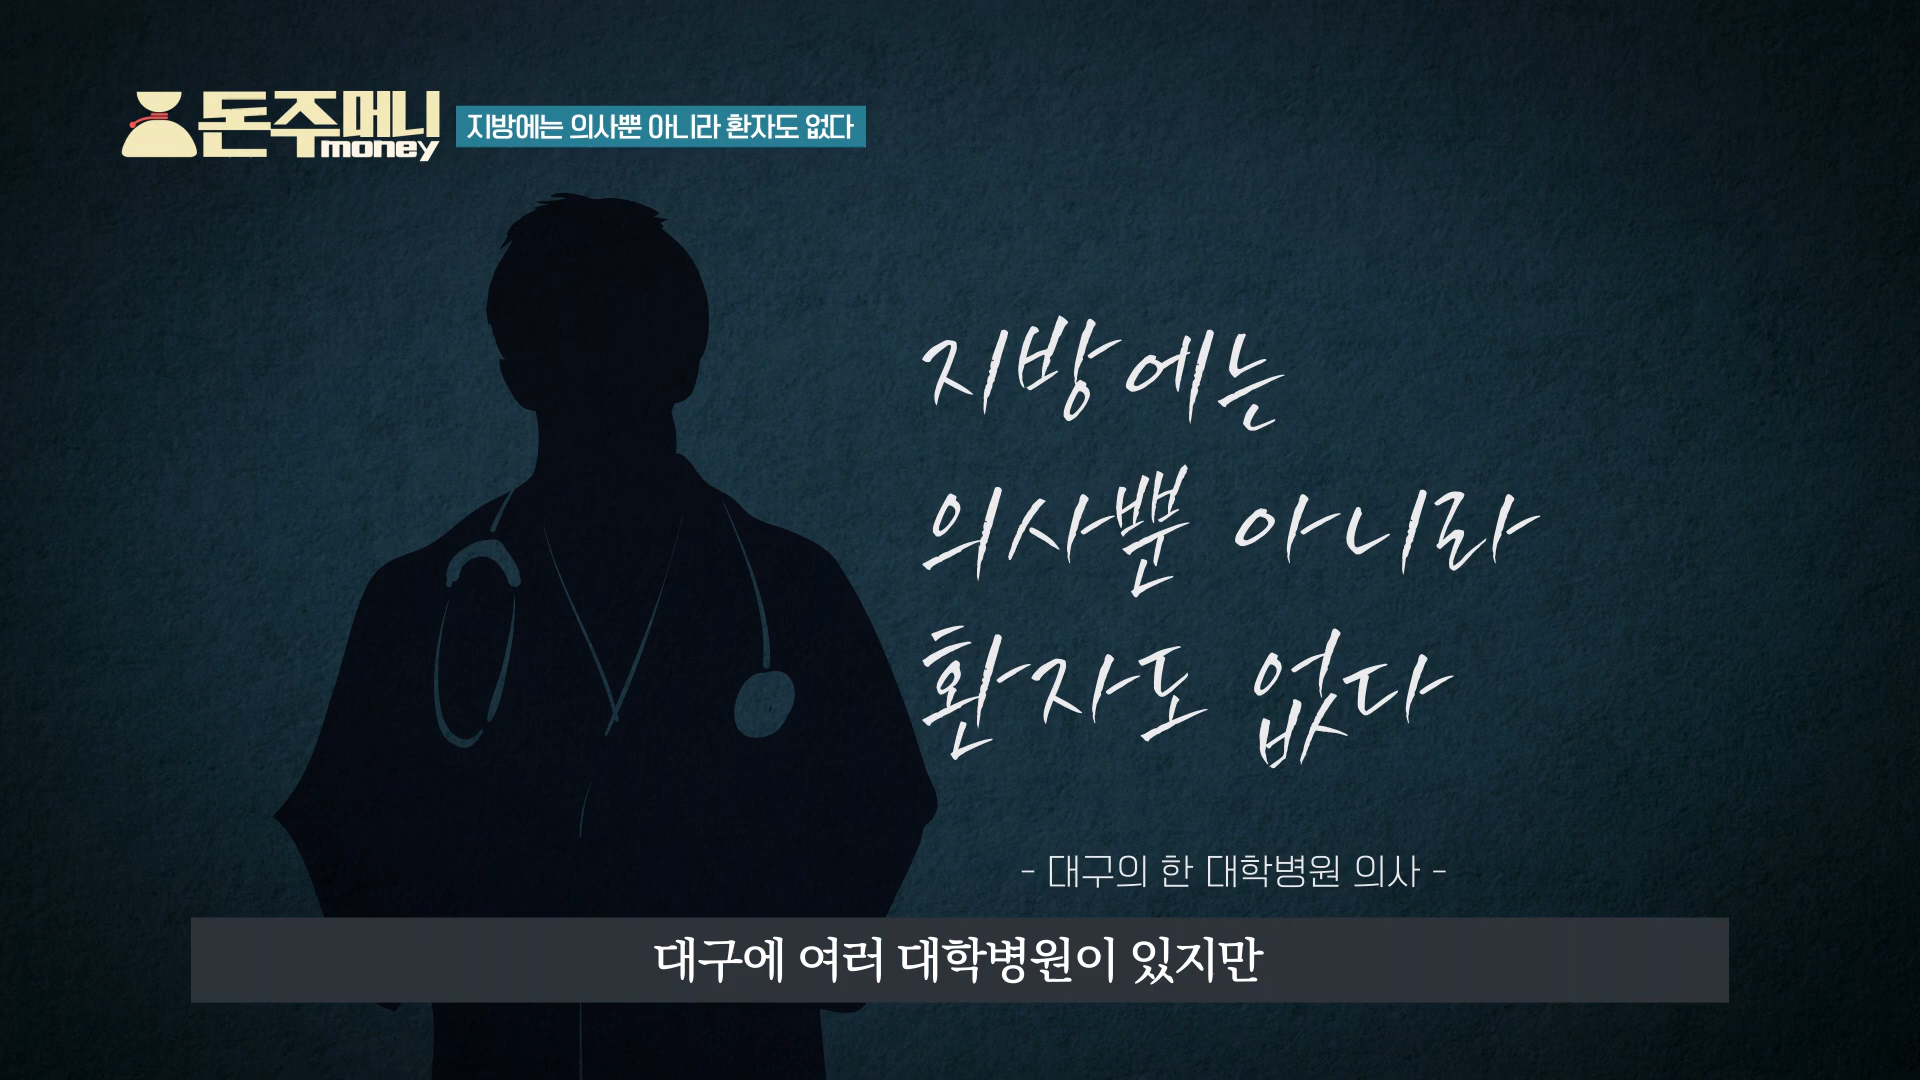 돈주머니
money
지방에는 의사뿐 아니라 환자도 없다
지방에는
의사뿐 아니라
환자도 없다
- 대구의 한 대학병원 의사 -
대구에 여러 대학병원이 있지만